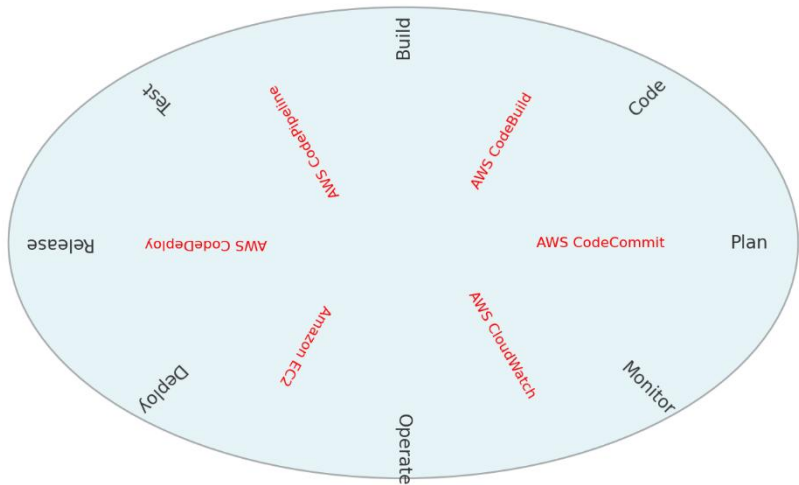 Build
Code
Test
AWS CodePipeline
AWS CodeBuild
Release
AWS CodeDeploy
AWS CodeCommit
Plan
Amazon EC2
AWS CloudWatch
Deploy
Monitor
Operate